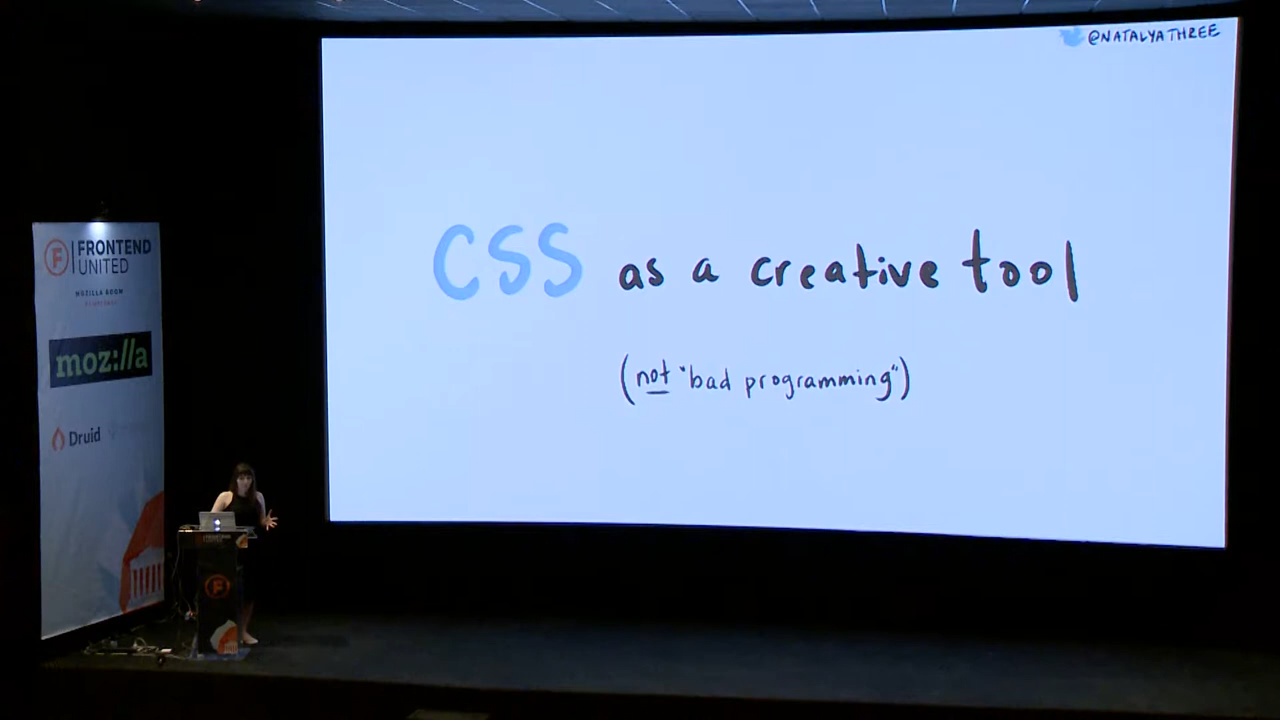 @NATALYATHREE
CSS as a creative tool
(not "bad programming")
F FRONTEND
UNITED
MOZILLA ROOM
moz://a
Druid
F